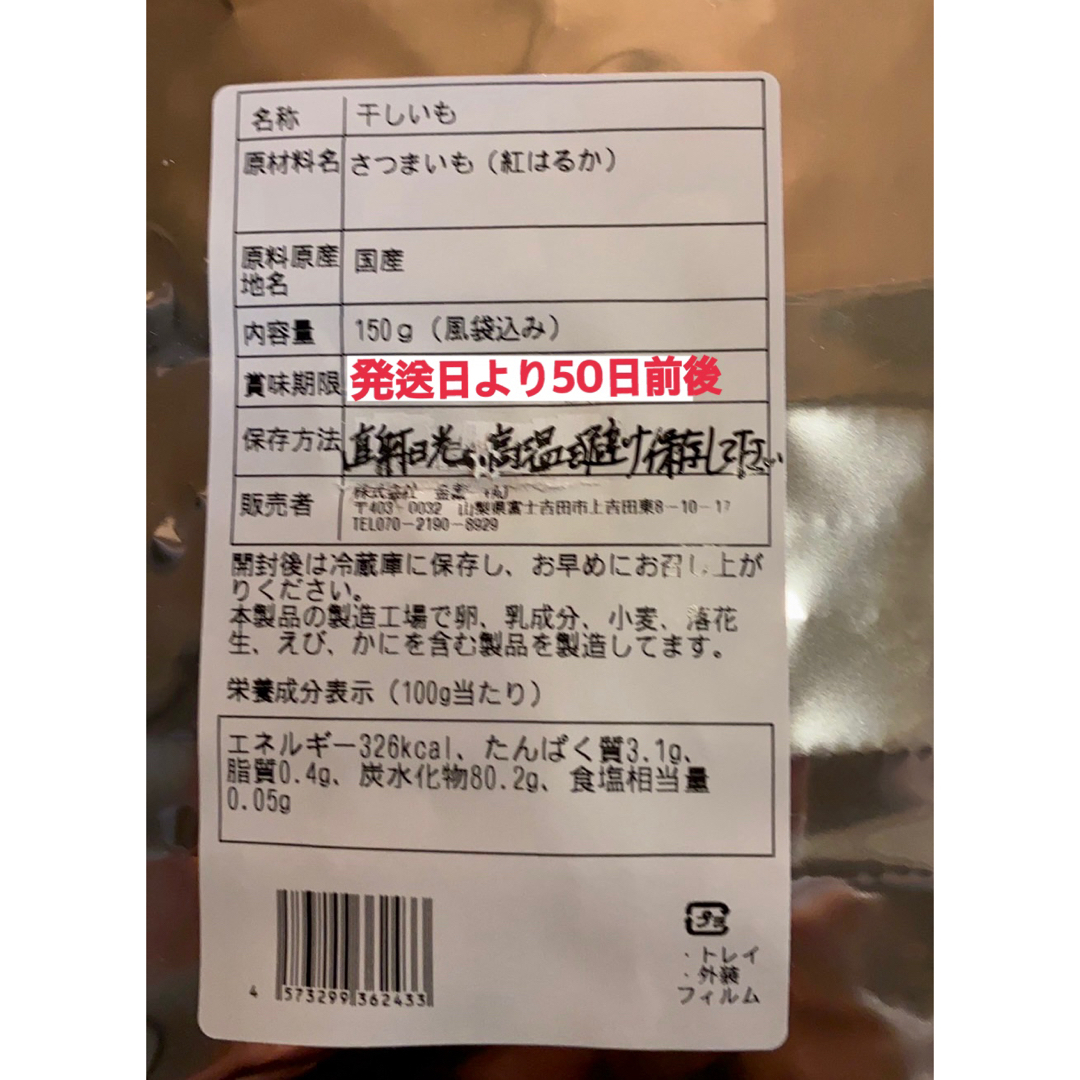 名称 干しいも
原材料名 さつまいも（紅はるか）
原料原産地名 国産
内容量 150g（風袋込み）
賞味期限 発送日より50日前後
保存方法 直射日光、高温を避け保存して下さい
販売者 株式会社
〒403-0032 山梨県富士吉田市上吉田東8-10-17
TEL070-2190-8929
開封後は冷蔵庫に保存し、お早めにお召し上が
りください。
本製品の製造工場で卵、乳成分、小麦、落花
生、えび、かにを含む製品を製造してます。
栄養成分表示（100g当たり）
エネルギー326kcal、たんぱく質3.1g、
脂質0.4g、炭水化物80.2g、食塩相当量
0.05g
4 573299 362433
プラ
・トレイ
・外装
フィルム